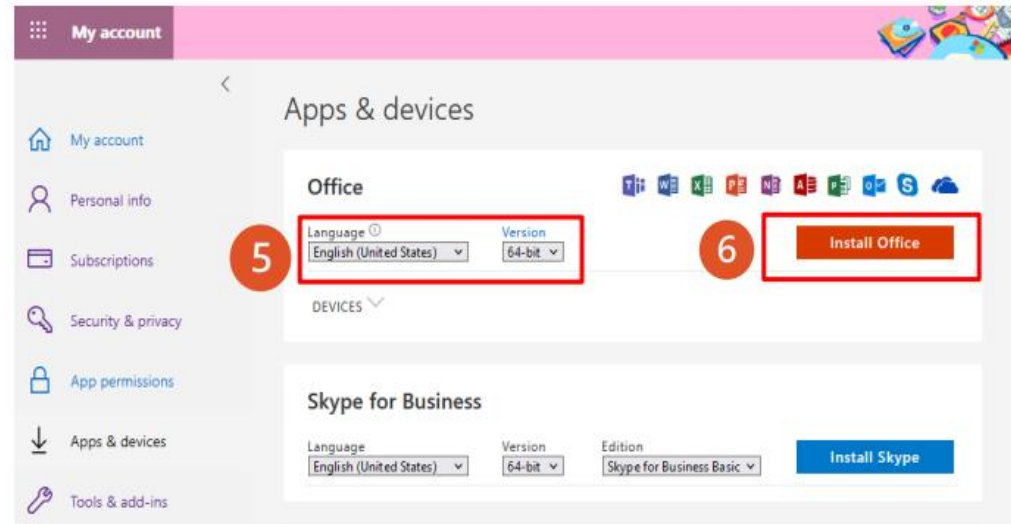 My account
Apps & devices
My account
Personal info
Subscriptions
Security & privacy
App permissions
Apps & devices
Tools & add-ins
Office
5
Language Version
English (United States) 64-bit
6
Install Office
DEVICES
Skype for Business
Language Version Edition
English (United States) 64-bit Skype for Business Basic
Install Skype